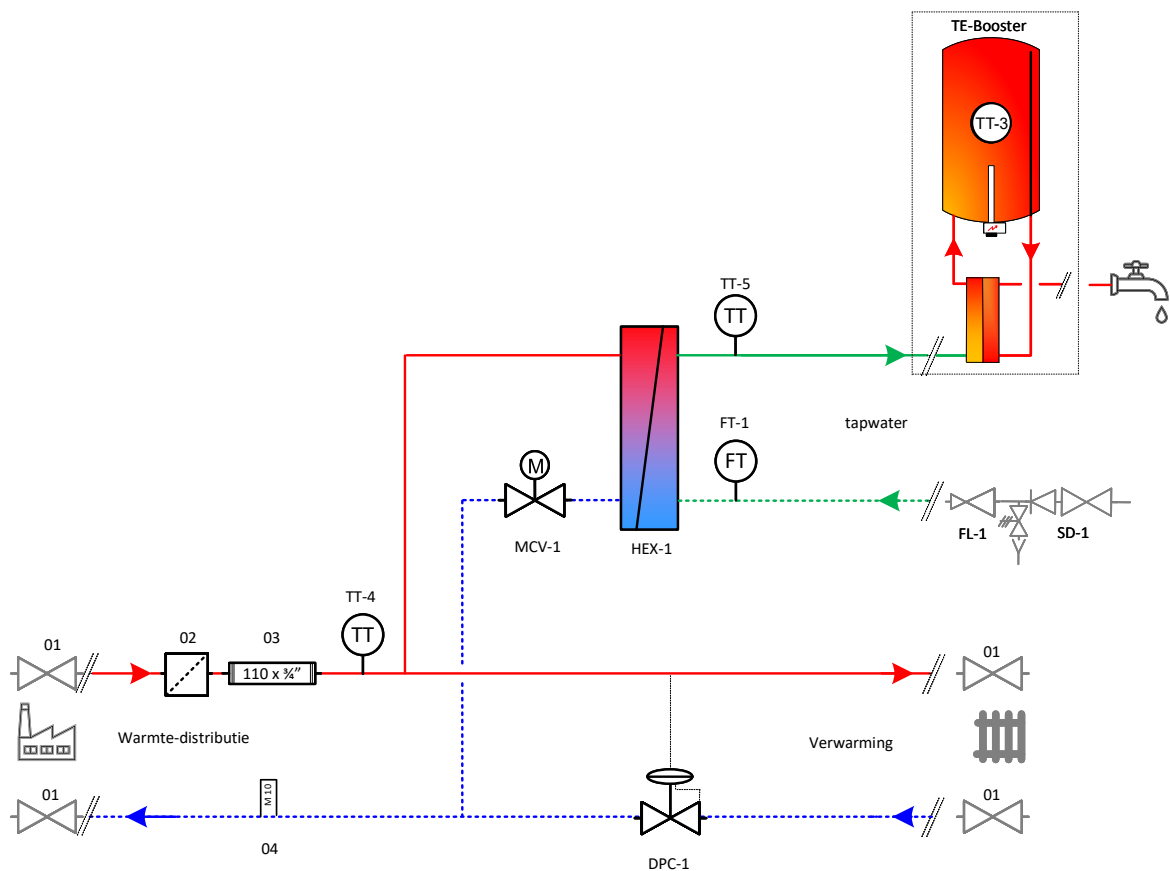 TE-Booster
TT-3
TT-5
TT
FT-1
FT
tapwater
M
MCV-1
HEX-1
FL-1
SD-1
TT-4
TT
01
02
03
110 x ¾”
01
Warmte-distributie
Verwarming
01
M 10
04
DPC-1
01